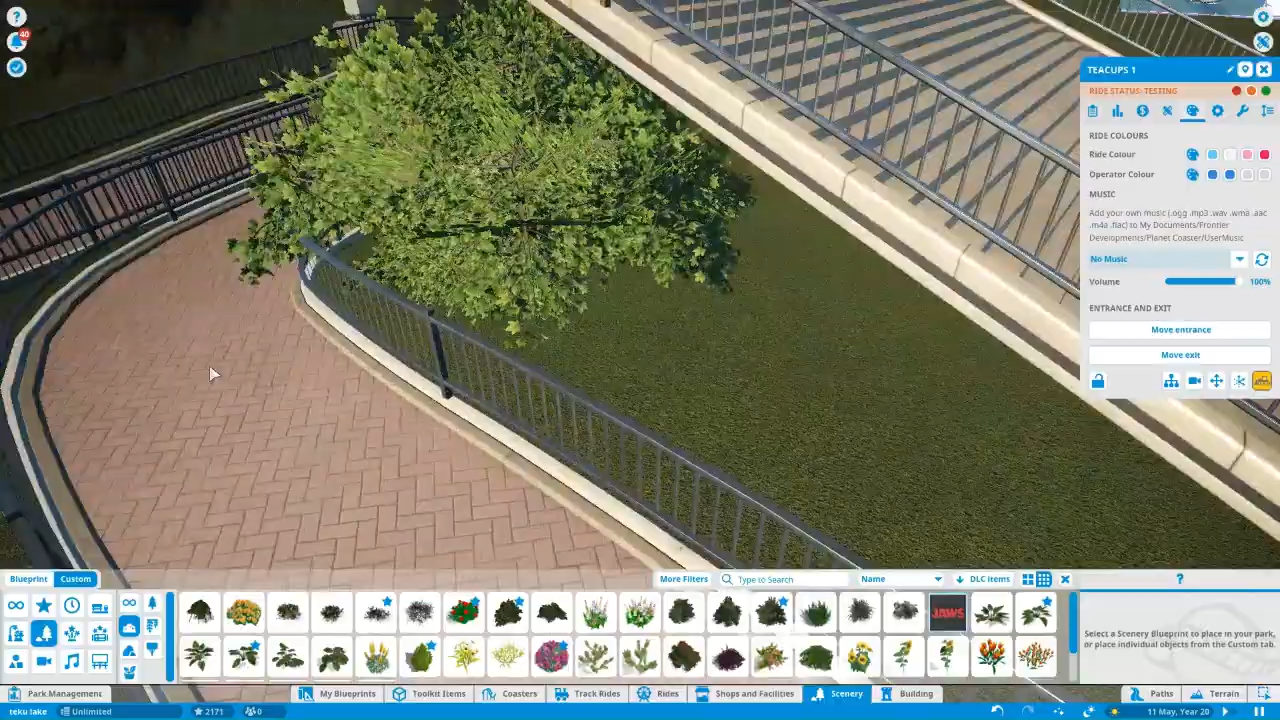 ?
40
TEACUPS 1
RIDE STATUS: TESTING
RIDE COLOURS
Ride Colour
Operator Colour
MUSIC
Add your own music (.ogg .mp3 .wav .wma .aac
.m4a .flac) to My Documents/Frontier
Developments/Planet Coaster/UserMusic
No Music
Volume 100%
ENTRANCE AND EXIT
Move entrance
Move exit
Blueprint Custom More Filters Type to Search Name DLC items ?
JAWS
Select a Scenery Blueprint to place in your park,
or place individual objects from the Custom tab.
Park Management My Blueprints Toolkit Items Coasters Track Rides Rides Shops and Facilities Scenery Building Paths Terrain
teku lake Unlimited 2171 0 11 May, Year 20